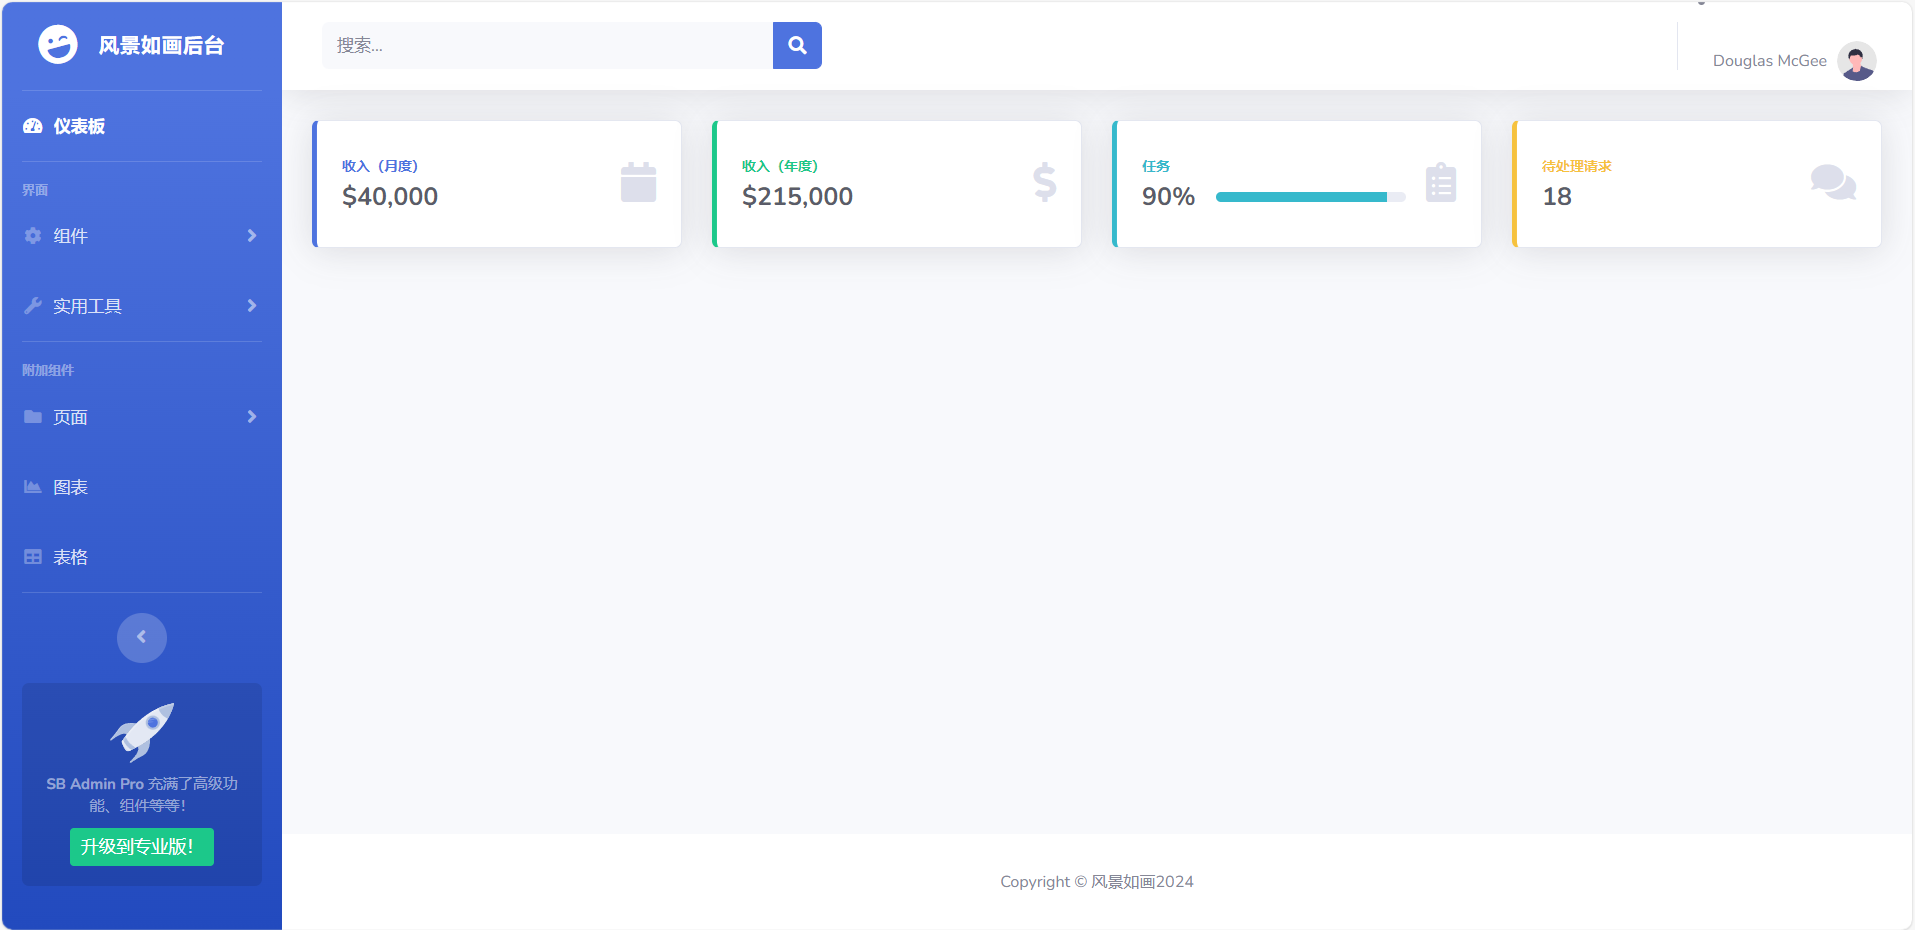 风景如画后台
搜索...
Douglas McGee
仪表板
界面
组件
实用工具
附加组件
页面
图表
表格
SB Admin Pro 充满了高级功
能、组件等等！
升级到专业版！
收入（月度）
$40,000
收入（年度）
$215,000
任务
90%
待处理请求
18
Copyright © 风景如画2024